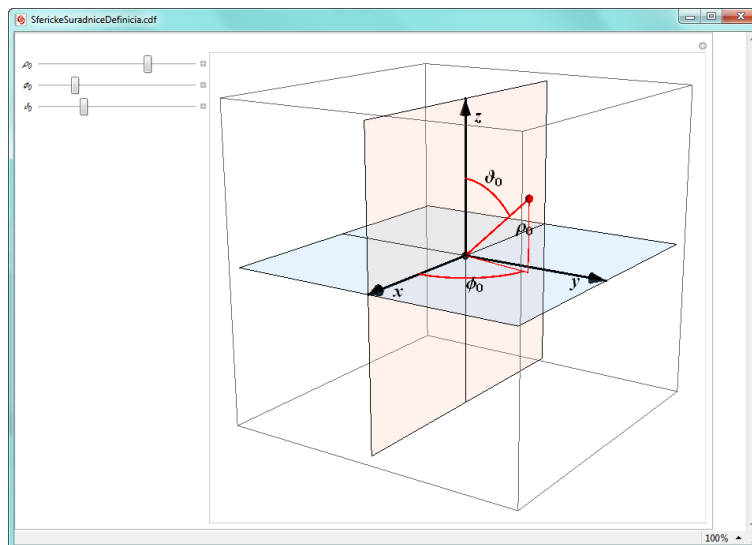 SferickeSuradniceDefinicia.cdf
ρ0
ϕ0
ϑ0
z
ϑ0
ρ0
ϕ0
x
y
100%